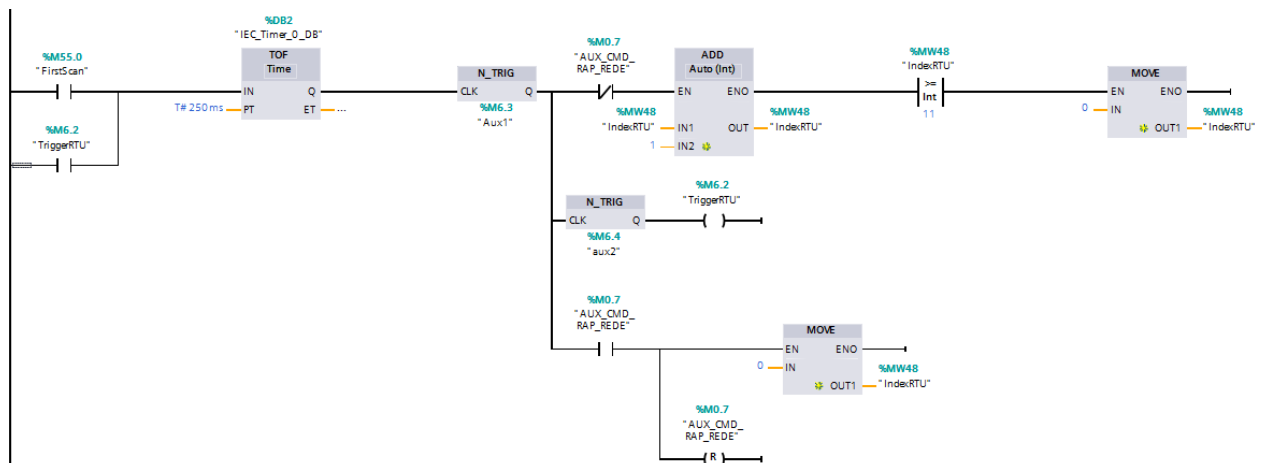 %DB2
"IEC_Timer_0_DB"
%M55.0
"FirstScan"
TOF
Time
IN Q
T# 250 ms PT ET ...
%M6.2
"TriggerRTU"
N_TRIG
CLK Q
%M6.3
"Aux1"
%M0.7
"AUX_CMD_
RAP_REDE"
ADD
Auto (Int)
EN ENO
%MW48
"IndexRTU" IN1
1 IN2
OUT
%MW48
"IndexRTU"
%MW48
"IndexRTU"
>=
Int
11
MOVE
EN ENO
0 IN
OUT1
%MW48
"IndexRTU"
N_TRIG
CLK Q
%M6.4
"aux2"
%M6.2
"TriggerRTU"
%M0.7
"AUX_CMD_
RAP_REDE"
MOVE
EN ENO
0 IN
OUT1
%MW48
"IndexRTU"
%M0.7
"AUX_CMD_
RAP_REDE"
R